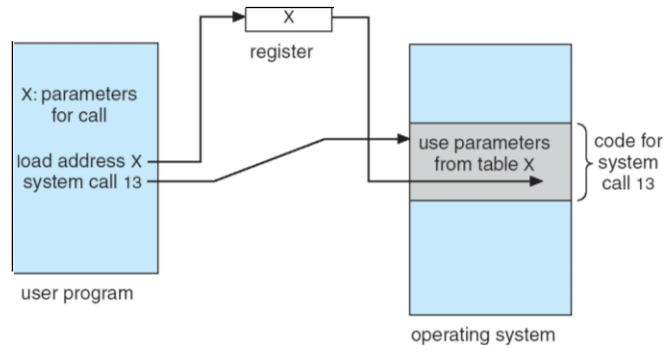 X
register
X: parameters
for call
load address X
system call 13
user program
use parameters
from table X
code for
system
call 13
operating system